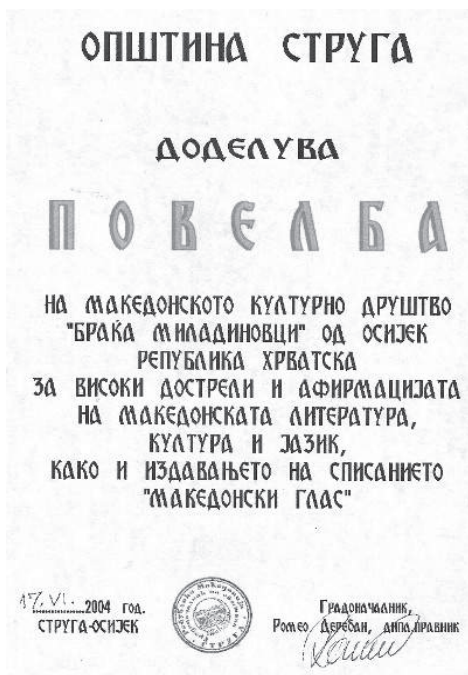 ОПШТИНА СТРУГА
ДОДЕЛУВА
ПОВЕЛБА
НА МАКЕДОНСКОТО КУЛТУРНО ДРУШТВО
"БРАЌА МИЛАДИНОВЦИ" ОД ОСИЈЕК
РЕПУБЛИКА ХРВАТСКА
ЗА ВИСОКИ ДОСТРЕЛИ И АФИРМАЦИЈАТА
НА МАКЕДОНСКАТА ЛИТЕРАТУРА,
КУЛТУРА И ЈАЗИК,
КАКО И ИЗДАВАЊЕТО НА СПИСАНИЕТО
"МАКЕДОНСКИ ГЛАС"
17.VI. 2004 год.
СТРУГА-ОСИЈЕК
СТРУГА
Градоначалник,
Ромео Деребан, дипл.правник